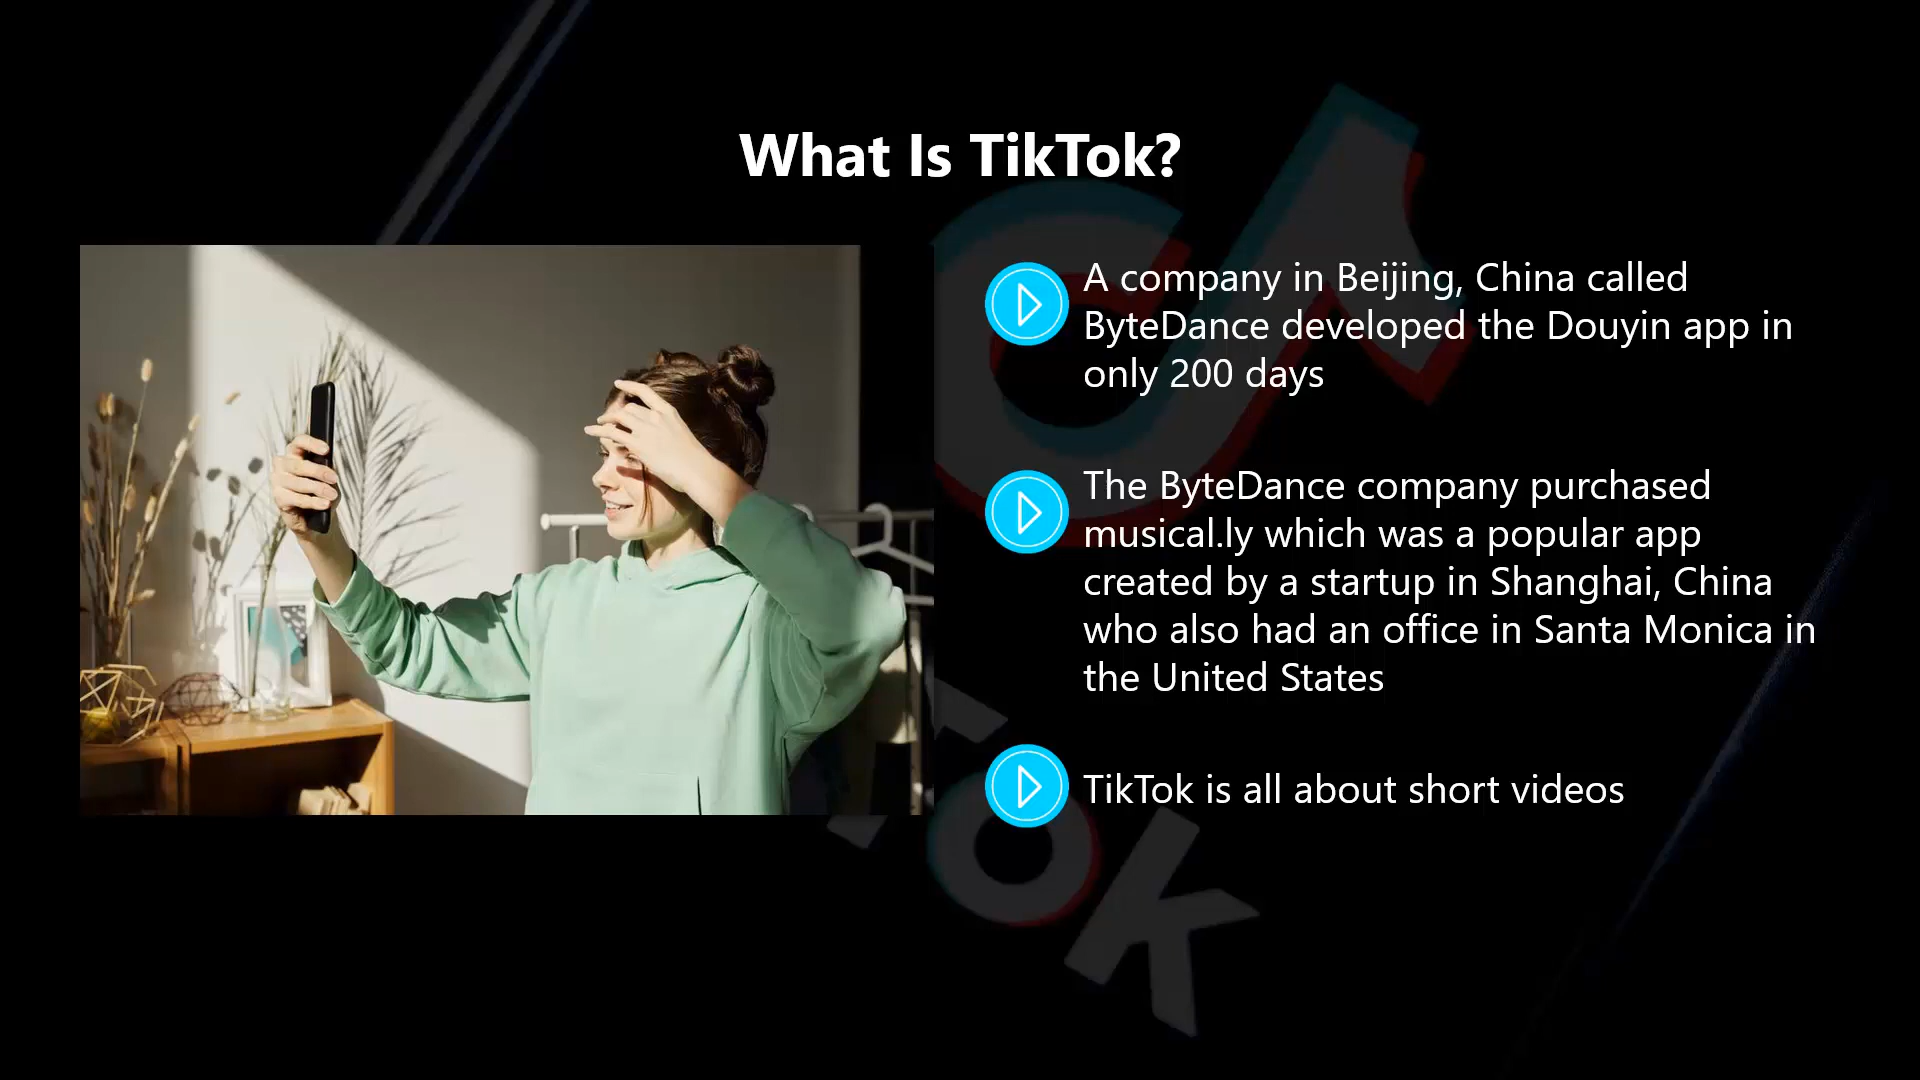 What Is TikTok?
A company in Beijing, China called
ByteDance developed the Douyin app in
only 200 days
The ByteDance company purchased
musical.ly which was a popular app
created by a startup in Shanghai, China
who also had an office in Santa Monica in
the United States
TikTok is all about short videos
Tok